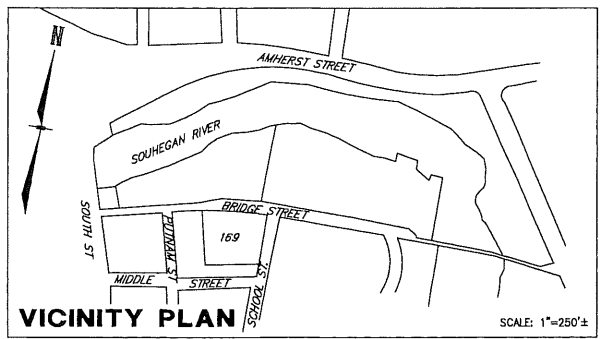 N
AMHERST STREET
SOUHEGAN RIVER
BRIDGE STREET
SOUTH ST
PUTNAM ST
169
MIDDLE STREET
SCHOOL ST.
VICINITY PLAN
SCALE: 1"=250'±